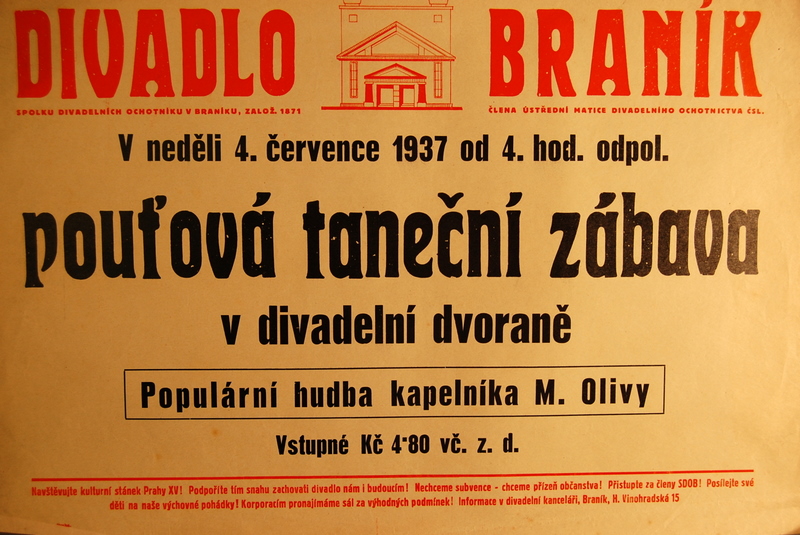 DIVADLO BRANÍK
SPOLKU DIVADELNÍCH OCHOTNÍKU V BRANÍKU, ZALOŽ. 1871
ČLENA ÚSTŘEDNÍ MATICE DIVADELNÍHO OCHOTNICTVA ČSL.
V neděli 4. července 1937 od 4. hod. odpol.
pouťová taneční zábava
v divadelní dvoraně
Populární hudba kapelníka M. Olivy
Vstupné Kč 4·80 vč. z. d.
Navštěvujte kulturní stánek Prahy XV! Podpoříte tím snahu zachovati divadlo nám i budoucím! Nechceme subvence - chceme přízeň občanstva! Přistupte za členy SDOB! Posílejte své
děti na naše výchovné pohádky! Korporacím pronajímáme sál za výhodných podmínek! Informace v divadelní kanceláři, Braník, H. Vinohradská 15